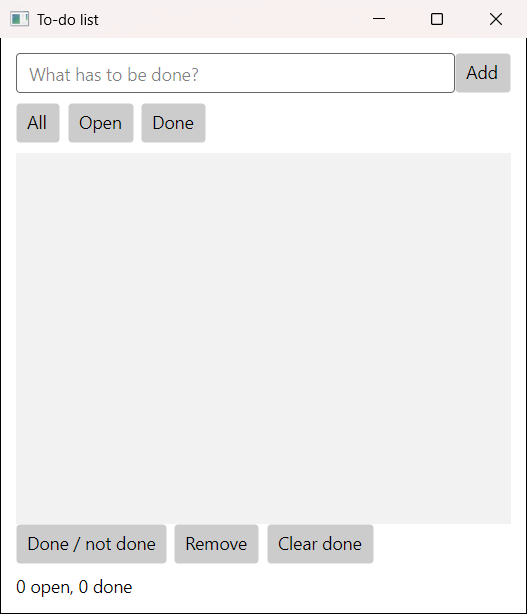 To-do list
What has to be done? Add
All Open Done
Done / not done Remove Clear done
0 open, 0 done